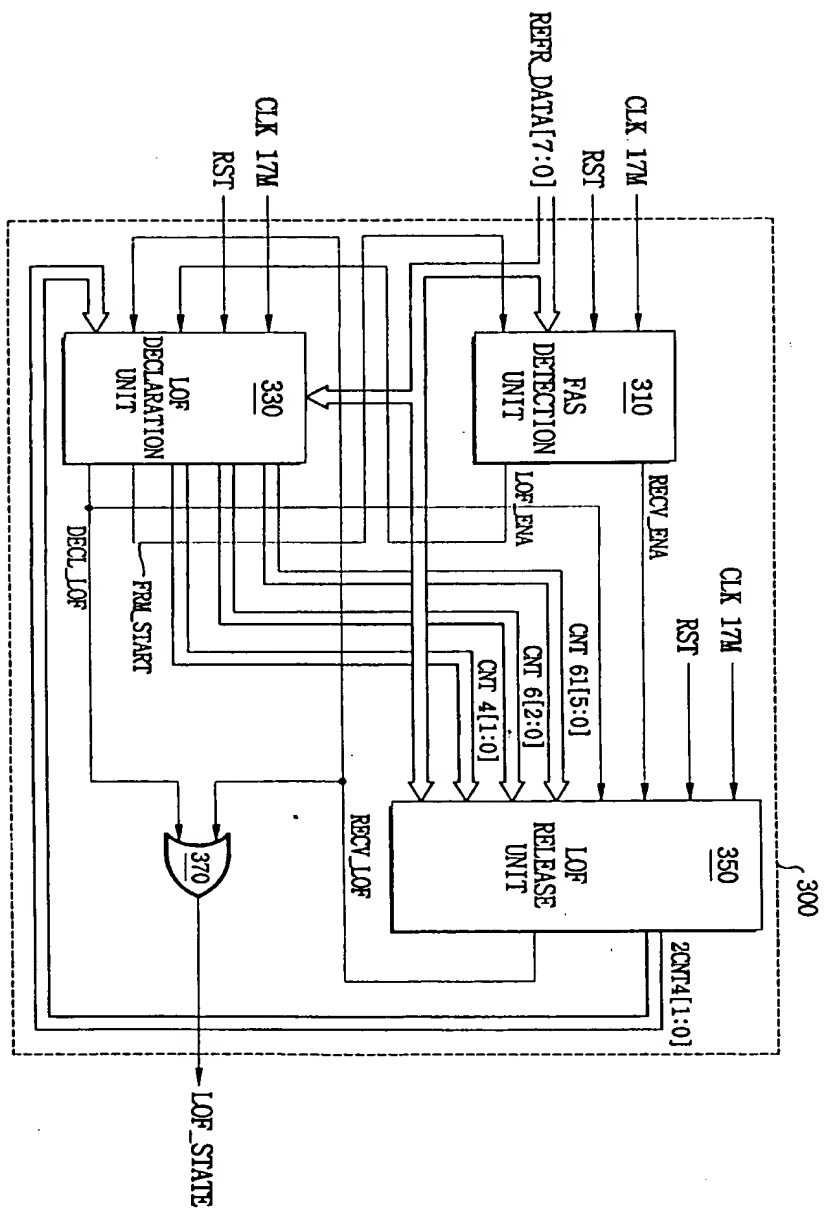 300
CLK 17M
RST
REFR_DATA[7:0]
310
FAS
DETECTION
UNIT
RECV_ENA
LOF_ENA
CLK 17M
RST
350
LOF
RELEASE
UNIT
2CNT4[1:0]
CNT 61[5:0]
CNT 6[2:0]
CNT 4[1:0]
CLK 17M
RST
330
LOF
DECLARATION
UNIT
FRM_START
DECL_LOF
RECV_LOF
370
LOF_STATE